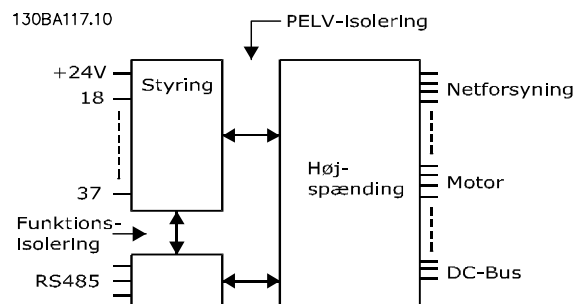 130BA117.10
PELV-isolering
+24V
Styring
18
37
Funktions-
isolering
RS485
Høj-
spænding
Netforsyning
Motor
DC-Bus